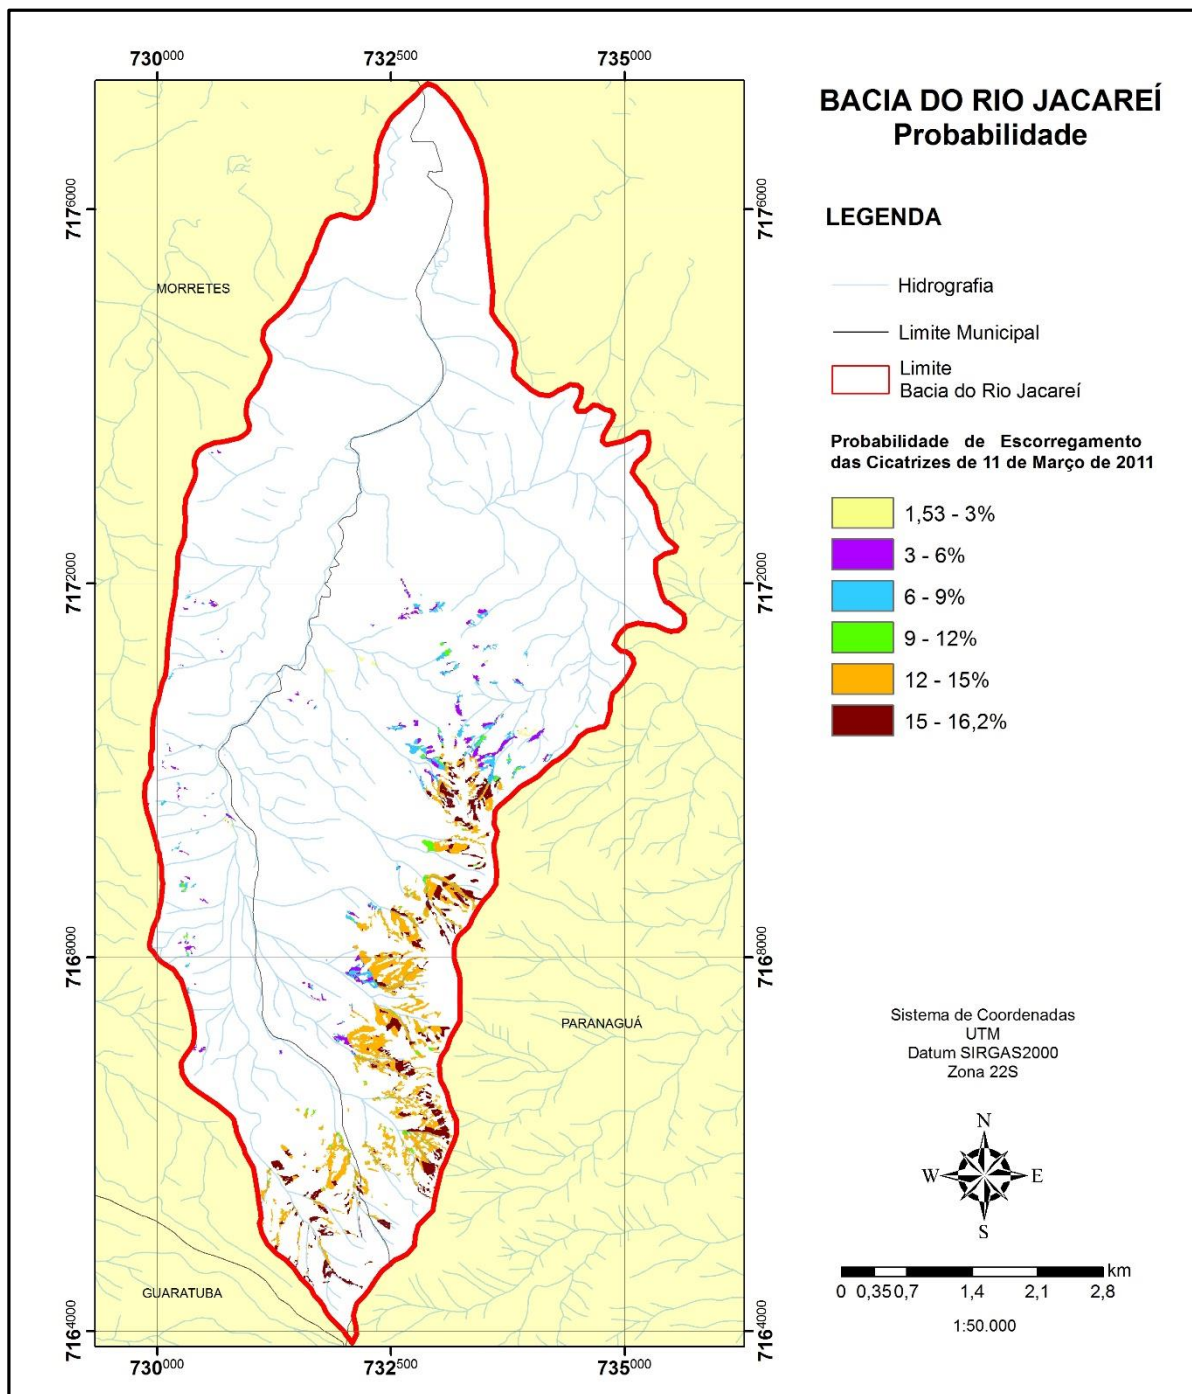 BACIA DO RIO JACAREÍ
Probabilidade
LEGENDA
Hidrografia
Limite Municipal
Limite
Bacia do Rio Jacareí
Probabilidade de Escorregamento
das Cicatrizes de 11 de Março de 2011
1,53 - 3%
3 - 6%
6 - 9%
9 - 12%
12 - 15%
15 - 16,2%
Sistema de Coordenadas
UTM
Datum SIRGAS2000
Zona 22S
N
W E
S
km
0 0,35 0,7 1,4 2,1 2,8
1:50.000
730000 732500 735000
7176000 7176000
MORRETES
7172000 7172000
7168000 7168000
PARANAGUÁ
GUARATUBA
7164000 7164000
730000 732500 735000